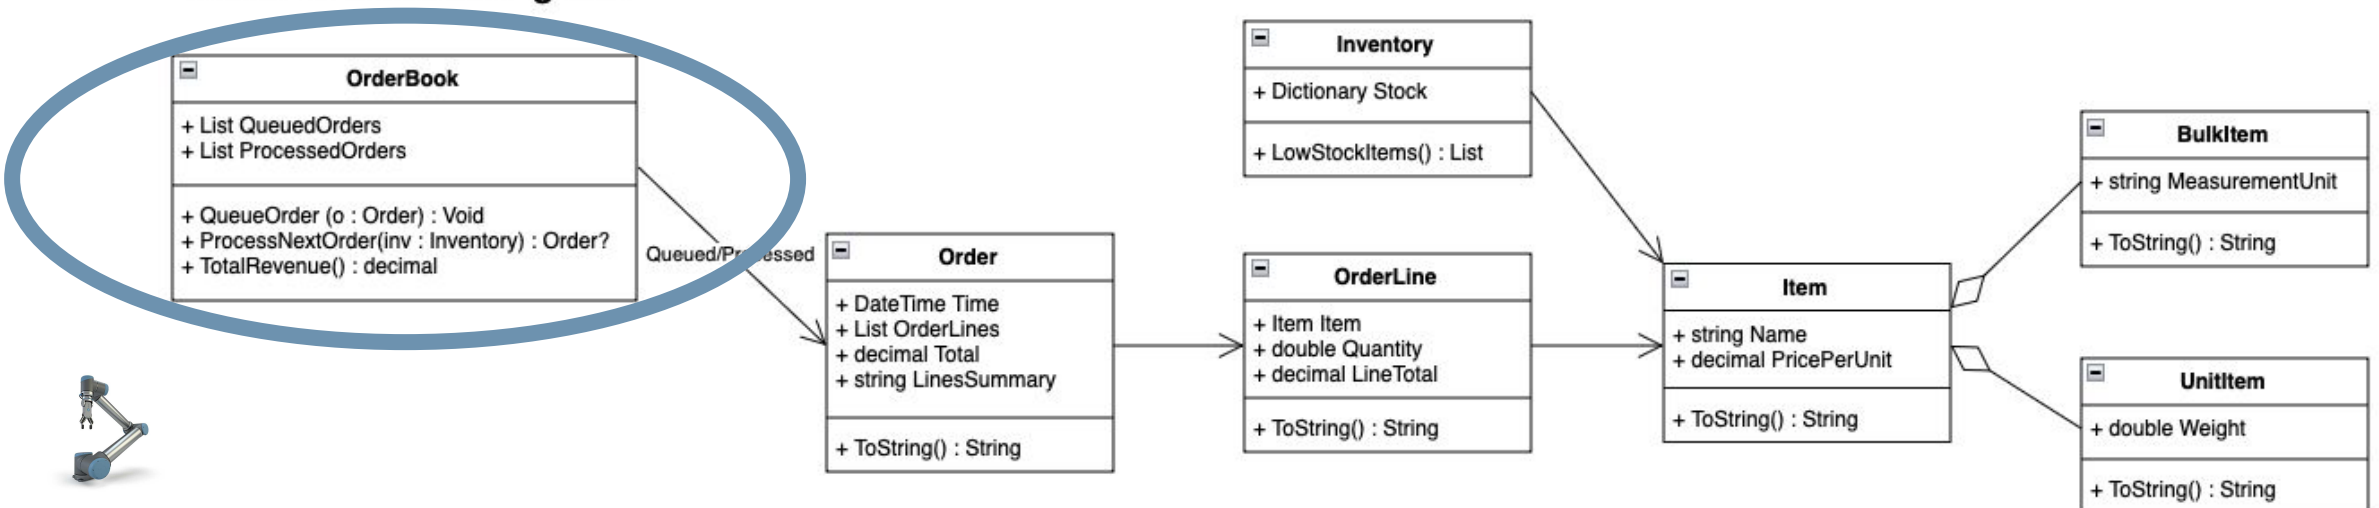 OrderBook
+ List QueuedOrders
+ List ProcessedOrders
+ QueueOrder (o : Order) : Void
+ ProcessNextOrder(inv : Inventory) : Order?
+ TotalRevenue() : decimal
Order
+ DateTime Time
+ List OrderLines
+ decimal Total
+ string LinesSummary
+ ToString() : String
Inventory
+ Dictionary Stock
+ LowStockItems() : List
OrderLine
+ Item Item
+ double Quantity
+ decimal LineTotal
+ ToString() : String
Item
+ string Name
+ decimal PricePerUnit
+ ToString() : String
BulkItem
+ string MeasurementUnit
+ ToString() : String
UnitItem
+ double Weight
+ ToString() : String